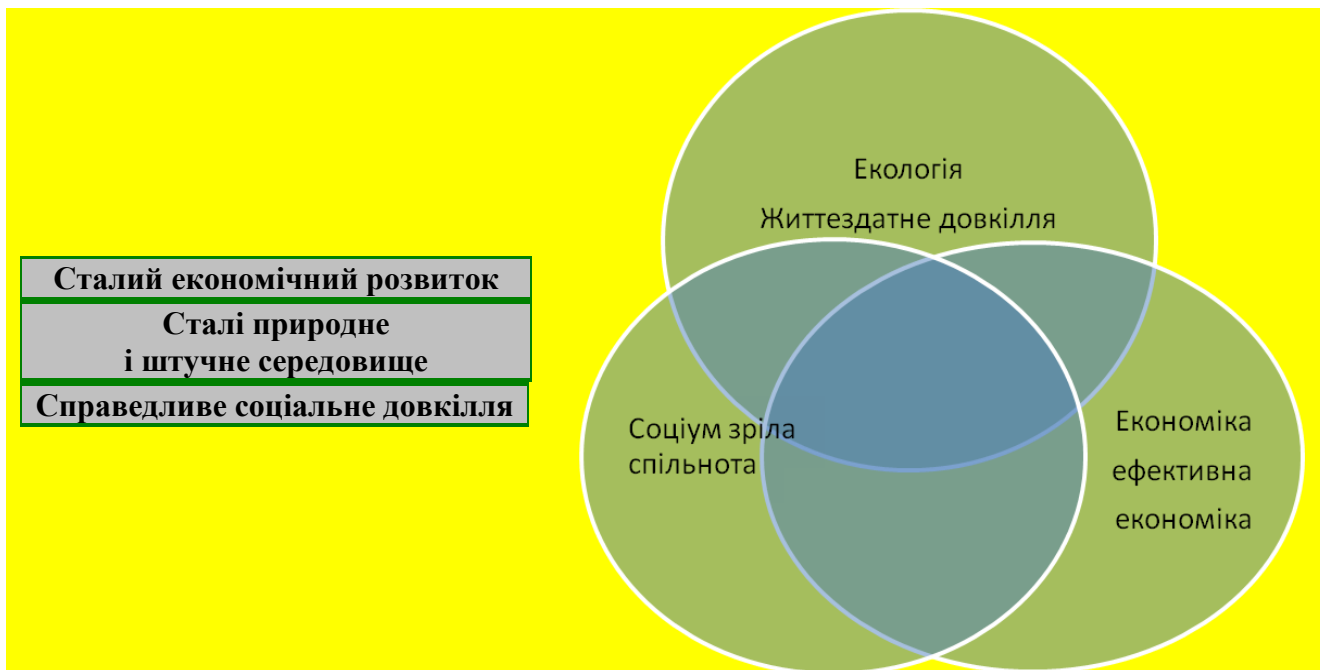 Сталий економічний розвиток
Сталі природне
і штучне середовище
Справедливе соціальне довкілля
Екологія
Життездатне довкілля
Соціум зріла
спільнота
Економіка
ефективна
економіка